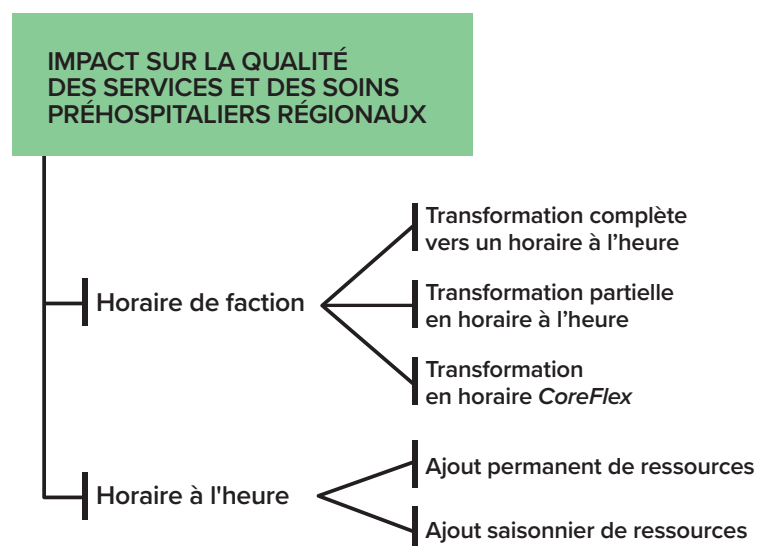 IMPACT SUR LA QUALITÉ
DES SERVICES ET DES SOINS
PRÉHOSPITALIERS RÉGIONAUX
Horaire de faction
Transformation complète
vers un horaire à l’heure
Transformation partielle
en horaire à l’heure
Transformation
en horaire CoreFlex
Horaire à l'heure
Ajout permanent de ressources
Ajout saisonnier de ressources